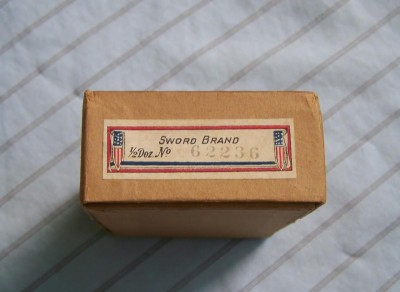 SWORD BRAND
½ Doz. No 62236